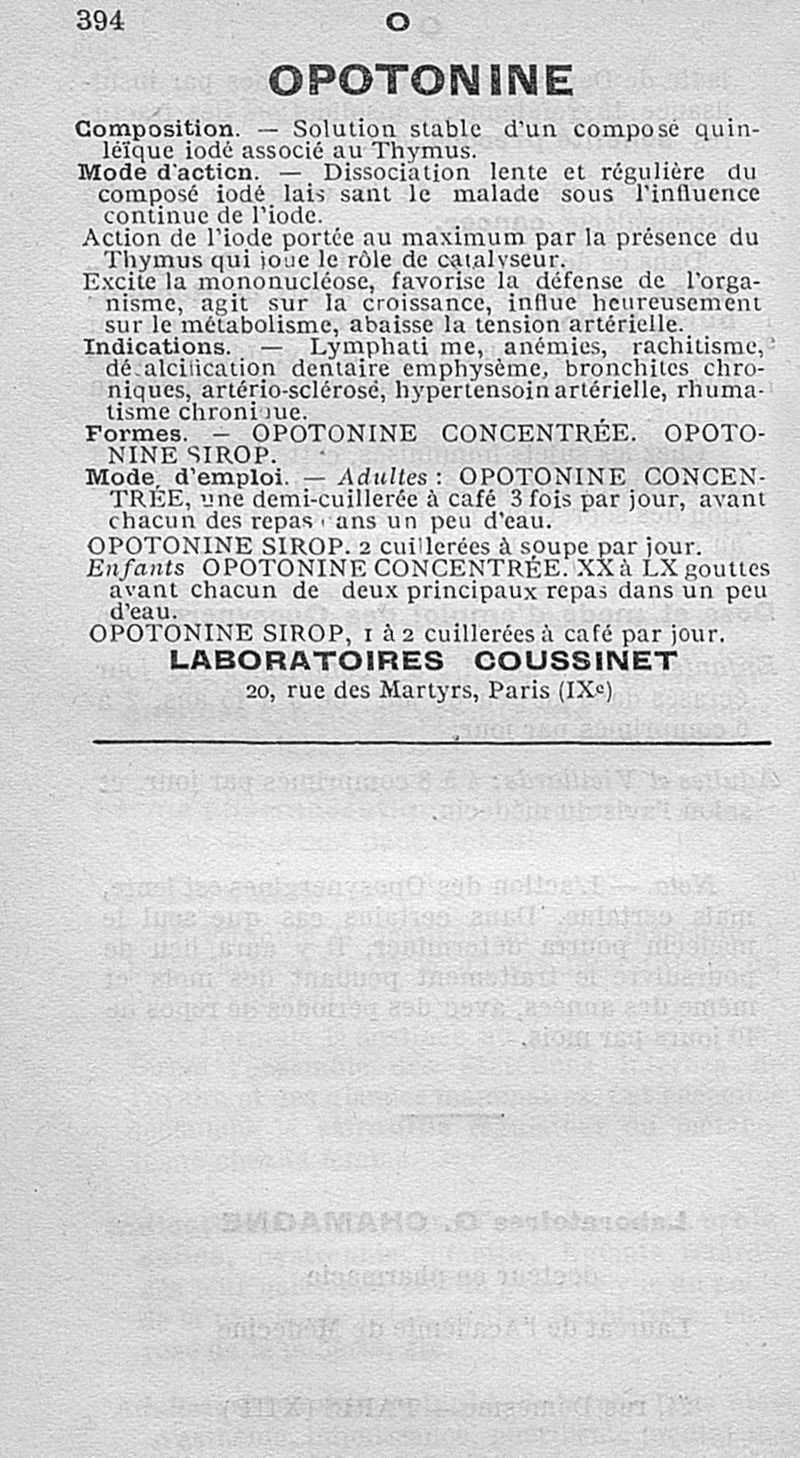 394
O
OPOTONINE
Composition. — Solution stable d'un composé quin-
léïque iodé associé au Thymus.
Mode d'action. — Dissociation lente et régulière du
composé iodé lais sant le malade sous l'influence
continue de l'iode.
Action de l'iode portée au maximum par la présence du
Thymus qui joue le rôle de catalyseur.
Excite la mononucléose, favorise la défense de l'orga-
nisme, agit sur la croissance, influe heureusement
sur le métabolisme, abaisse la tension artérielle.
Indications. — Lymphati me, anémies, rachitisme,
dé alcification dentaire emphysème, bronchites chro-
niques, artério-sclérose, hypertensoin artérielle, rhuma-
tisme chronique.
Formes. — OPOTONINE CONCENTRÉE. OPOTO-
NINE SIROP.
Mode d'emploi. — Adultes : OPOTONINE CONCEN-
TRÉE, une demi-cuillerée à café 3 fois par jour, avant
chacun des repas ans un peu d'eau.
OPOTONINE SIROP. 2 cuillerées à soupe par jour.
Enfants OPOTONINE CONCENTRÉE. XX à LX gouttes
avant chacun de deux principaux repas dans un peu
d'eau.
OPOTONINE SIROP, 1 à 2 cuillerées à café par jour.
LABORATOIRES COUSSINET
20, rue des Martyrs, Paris (IXe)